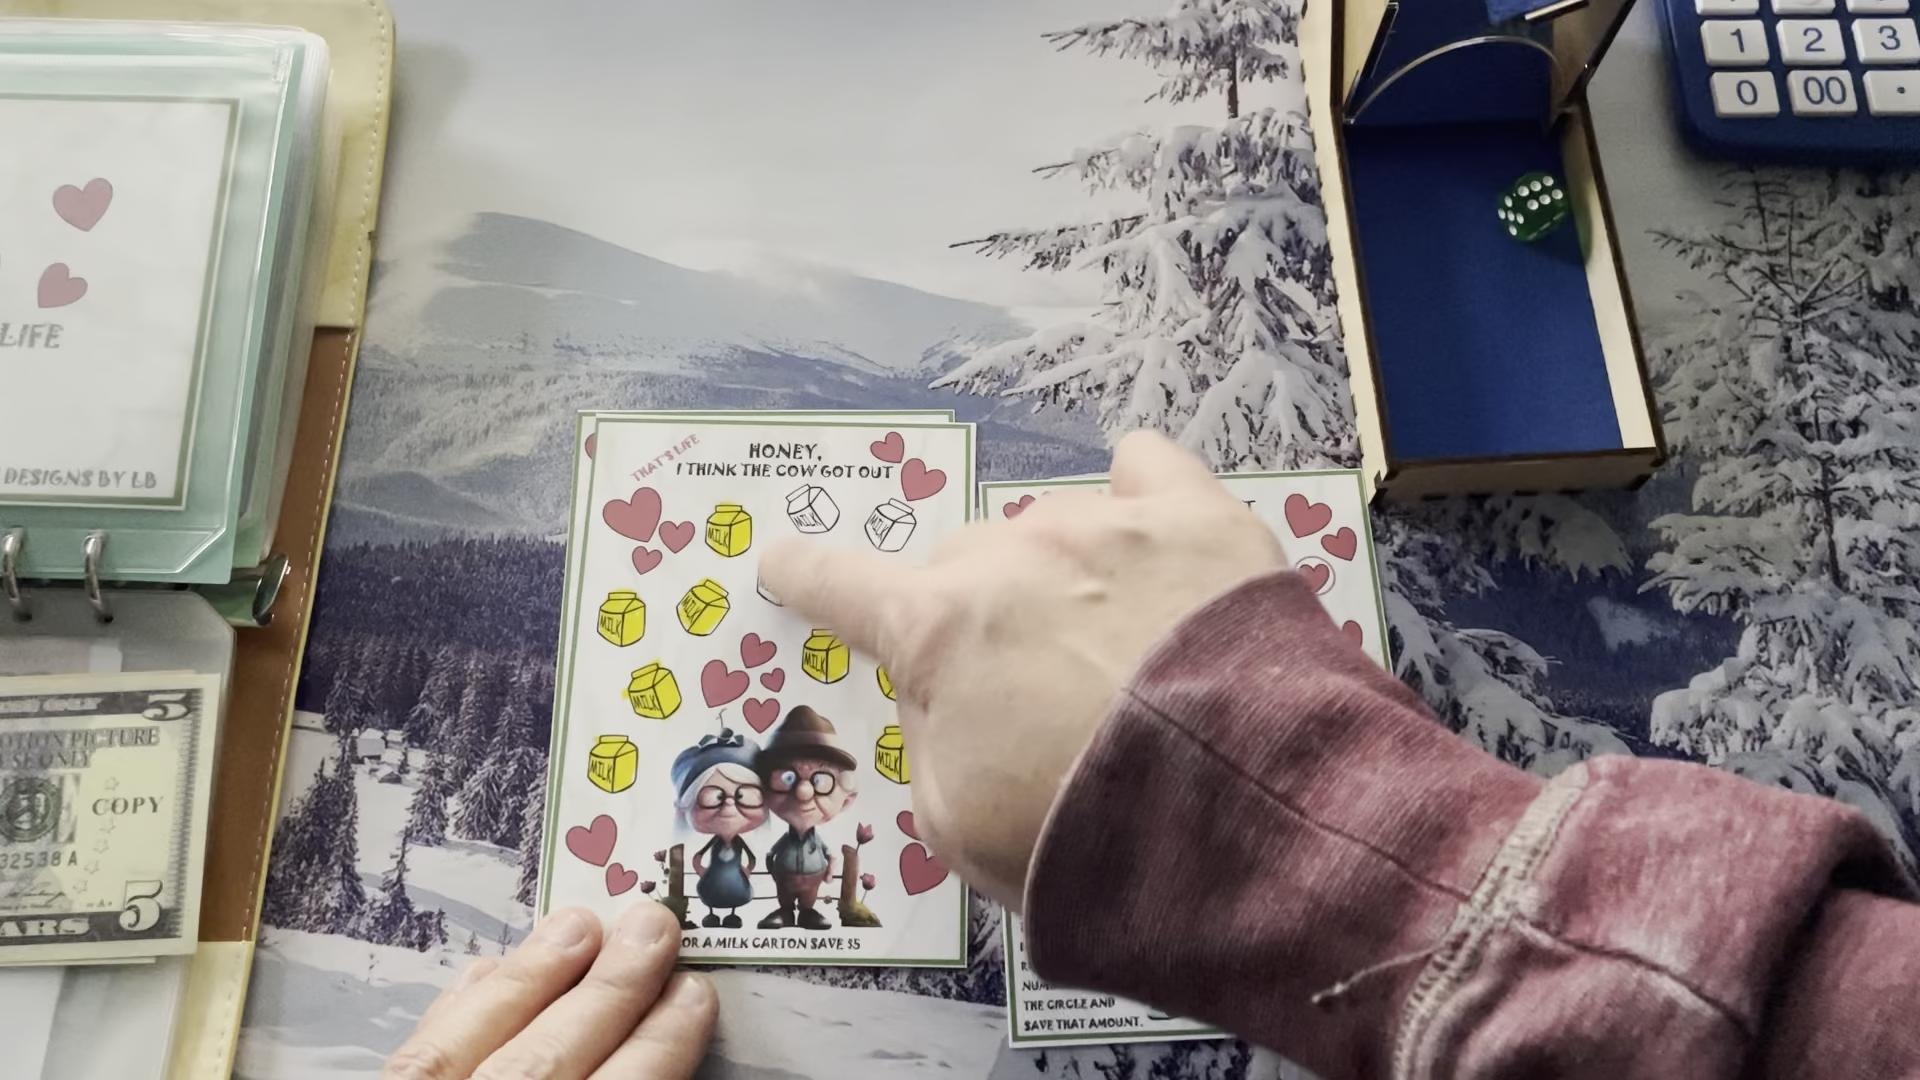 LIFE
DESIGNS BY LB
THAT'S LIFE
HONEY,
I THINK THE COW GOT OUT
MILK
MILK
MILK
MILK
MILK
MILK
MILK
MILK
MILK
OR A MILK CARTON SAVE $5
THE CIRCLE AND
SAVE THAT AMOUNT.
5
MOTION PICTURE
USE ONLY
COPY
32538 A
5
1 2 3
0 00 .